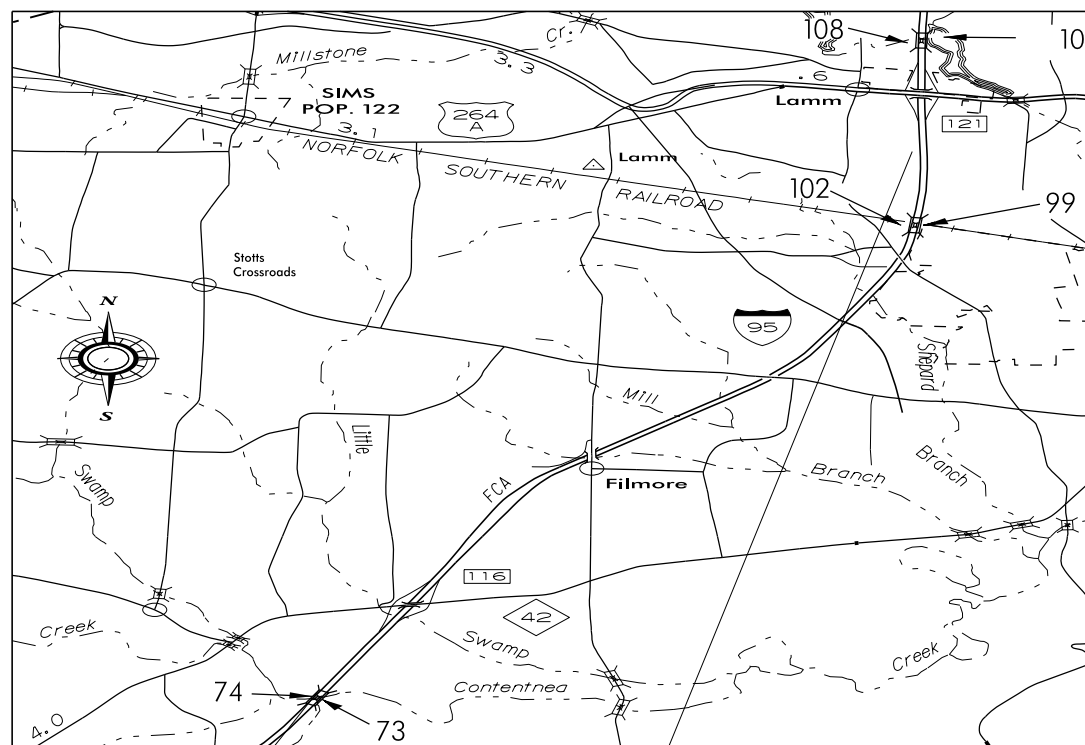 108
10
Cr.
Millstone
3.3
.6
SIMS
POP. 122
264
A
Lamm
121
3.1
NORFOLK SOUTHERN RAILROAD
Lamm
102
99
Stotts
Crossroads
N
95
S
Shepard
Mill
Little
Swamp
FCA
Filmore
Branch
Branch
116
42
Creek
Swamp
Creek
Contentnea
74
73
4.0